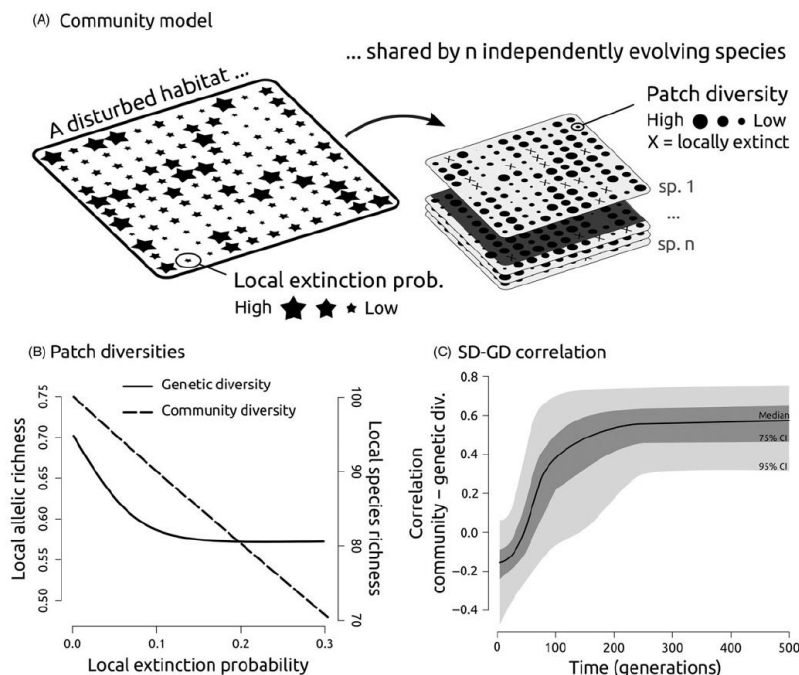 (A) Community model
... shared by n independently evolving species
A disturbed habitat ...
Patch diversity
High Low
X = locally extinct
sp. 1
...
sp. n
Local extinction prob.
High Low
(B) Patch diversities
Genetic diversity
Community diversity
Local allelic richness
0.75
0.70
0.65
0.60
0.55
0.50
Local species richness
100
90
80
70
0.0 0.1 0.2 0.3
Local extinction probability
(C) SD-GD correlation
Correlation
community – genetic div.
0.8
0.6
0.4
0.2
0.0
−0.2
−0.4
Median
75% CI
95% CI
0 100 200 300 400 500
Time (generations)